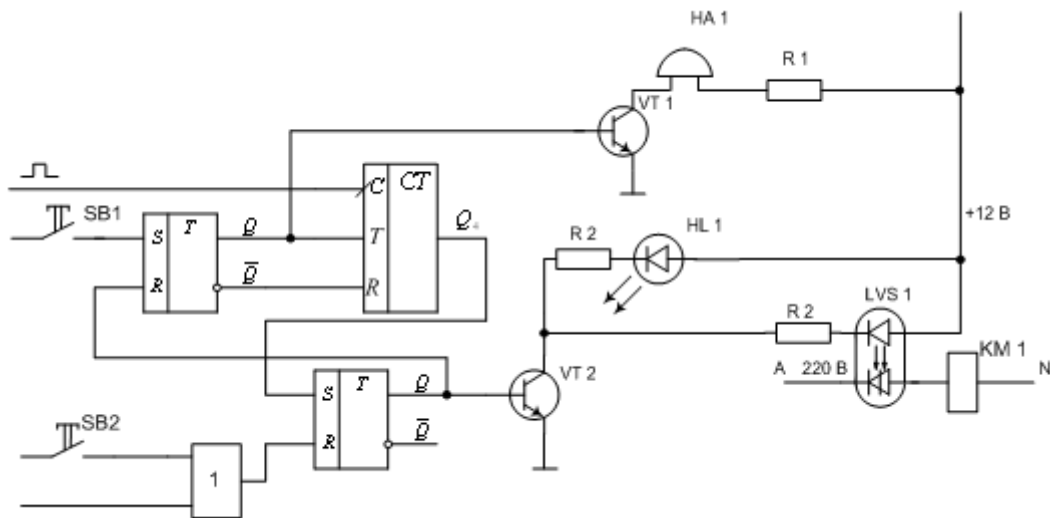 HA 1
R 1
VT 1
C
CT
SB1
S
T
Q
T
Q₄
R
Q̅
R
+12 В
R 2
HL 1
LVS 1
R 2
KM 1
A
220 В
N
VT 2
S
T
Q
SB2
R
Q̅
1